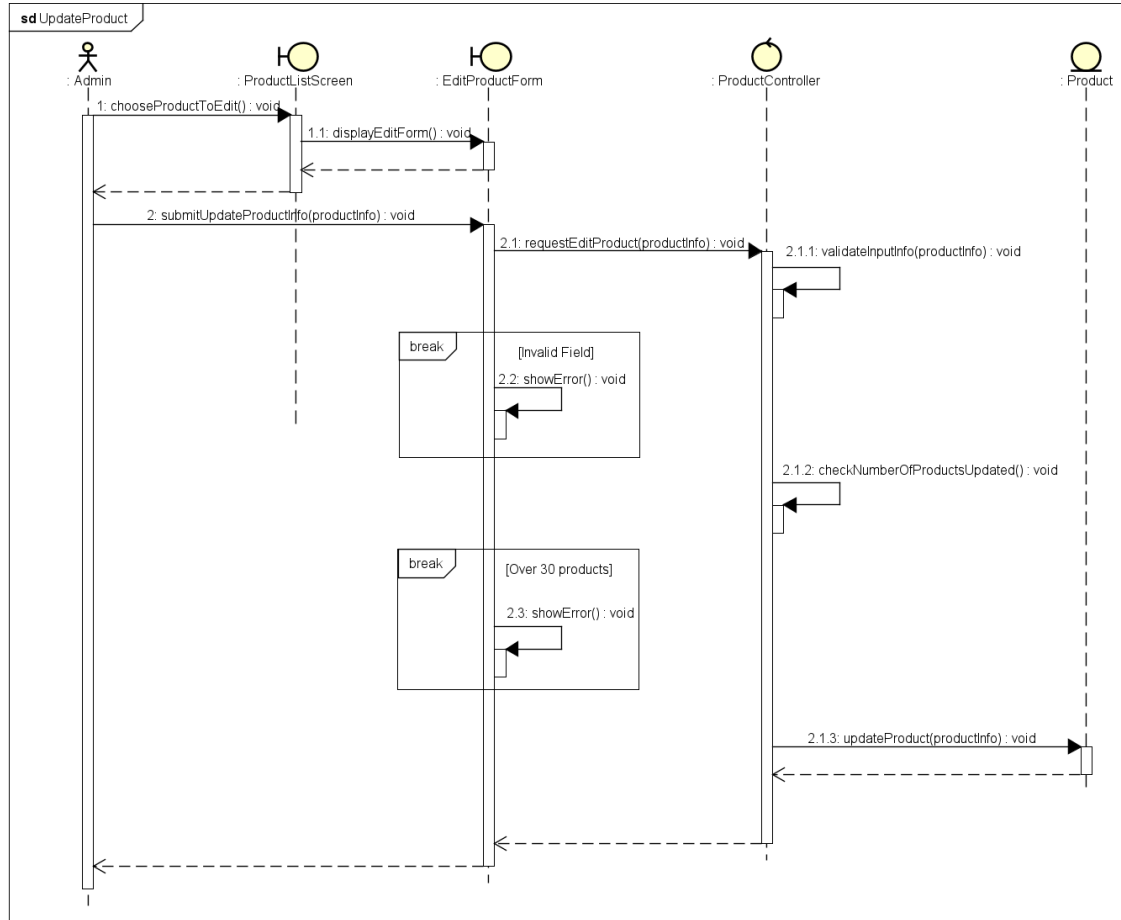 sd UpdateProduct
: Admin
: ProductListScreen
: EditProductForm
: ProductController
: Product
1: chooseProductToEdit() : void
1.1: displayEditForm() : void
2: submitUpdateProductInfo(productInfo) : void
2.1: requestEditProduct(productInfo) : void
2.1.1: validateInputInfo(productInfo) : void
break
[Invalid Field]
2.2: showError() : void
2.1.2: checkNumberOfProductsUpdated() : void
break
[Over 30 products]
2.3: showError() : void
2.1.3: updateProduct(productInfo) : void